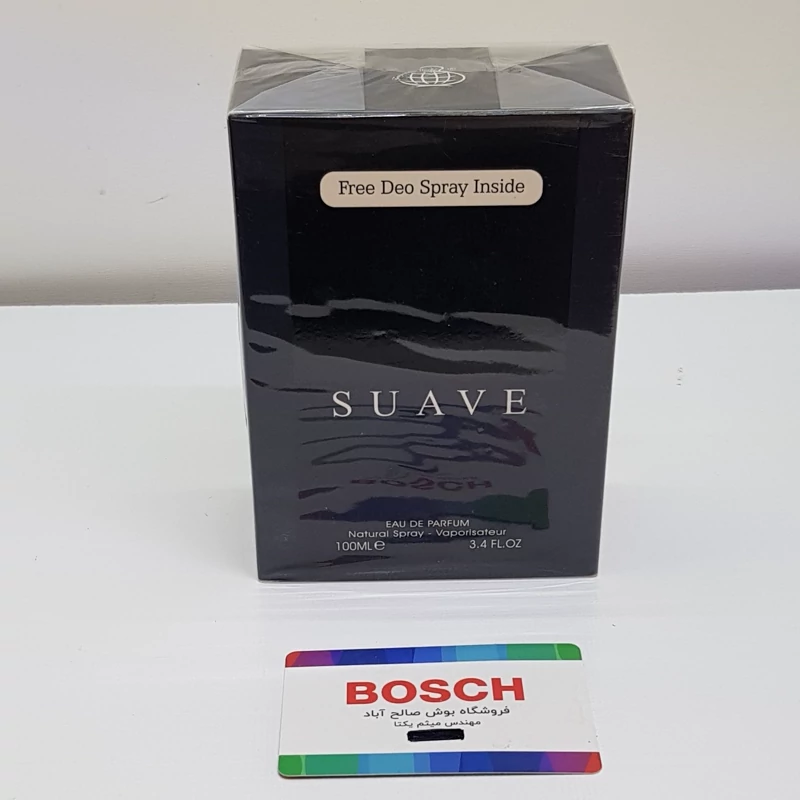 Free Deo Spray Inside
SUAVE
EAU DE PARFUM
Natural Spray - Vaporisateur
100ML℮ 3.4 FL.OZ
BOSCH
فروشگاه بوش صالح آباد
مهندس میثم یکتا